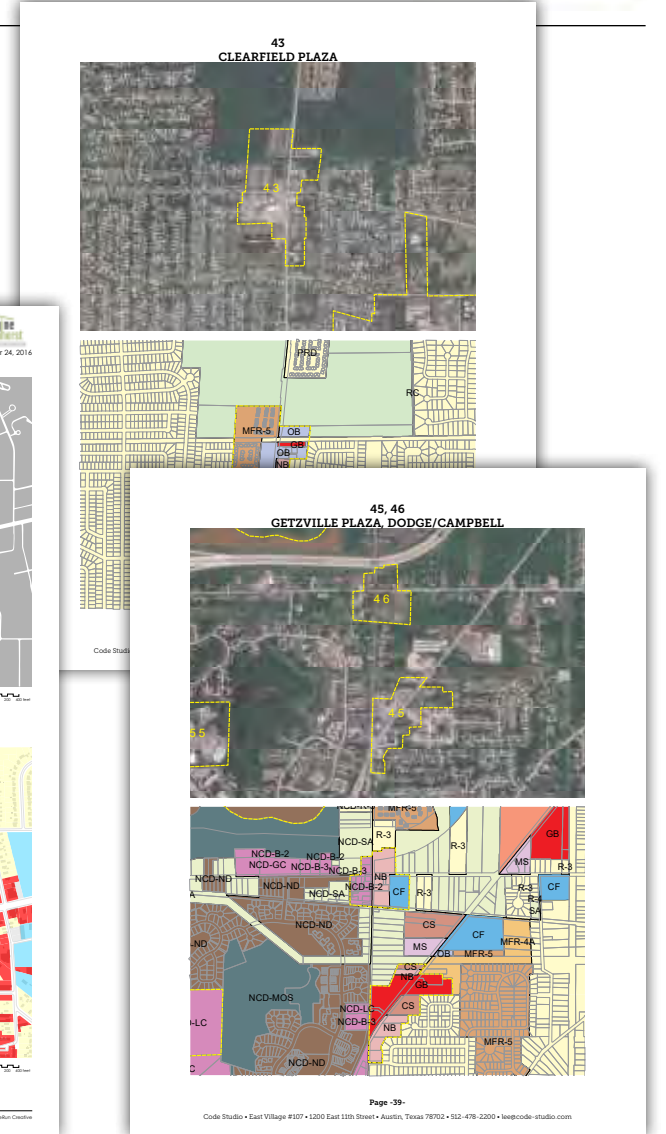 43
CLEARFIELD PLAZA
43
PRD
RC
MFR-5
OB
GB
OB
NB
Code Studi
r 24, 2016
45, 46
GETZVILLE PLAZA, DODGE/CAMPBELL
46
45
55
MFR-5
GB
NCD-SA
R-3
R-3
NCD-B-2
NCD-B-2
MS
NCD-GC
NCD-B-3
NCD-B-3
R-3
NCD-ND
NB
NCD-ND
NCD-B-2
NCD-SA
CF
R-3
R-3
CF
R-4
SA
NCD-ND
CS
CF
-ND
MS
MFR-4A
OB
MFR-5
CS
NB
GB
NCD-MOS
NCD-LC
CS
-LC
NCD-B-3
NB
MFR-5
NCD-ND
C
Page -39-
Code Studio • East Village #107 • 1200 East 11th Street • Austin, Texas 78702 • 512-478-2200 • lee@code-studio.com